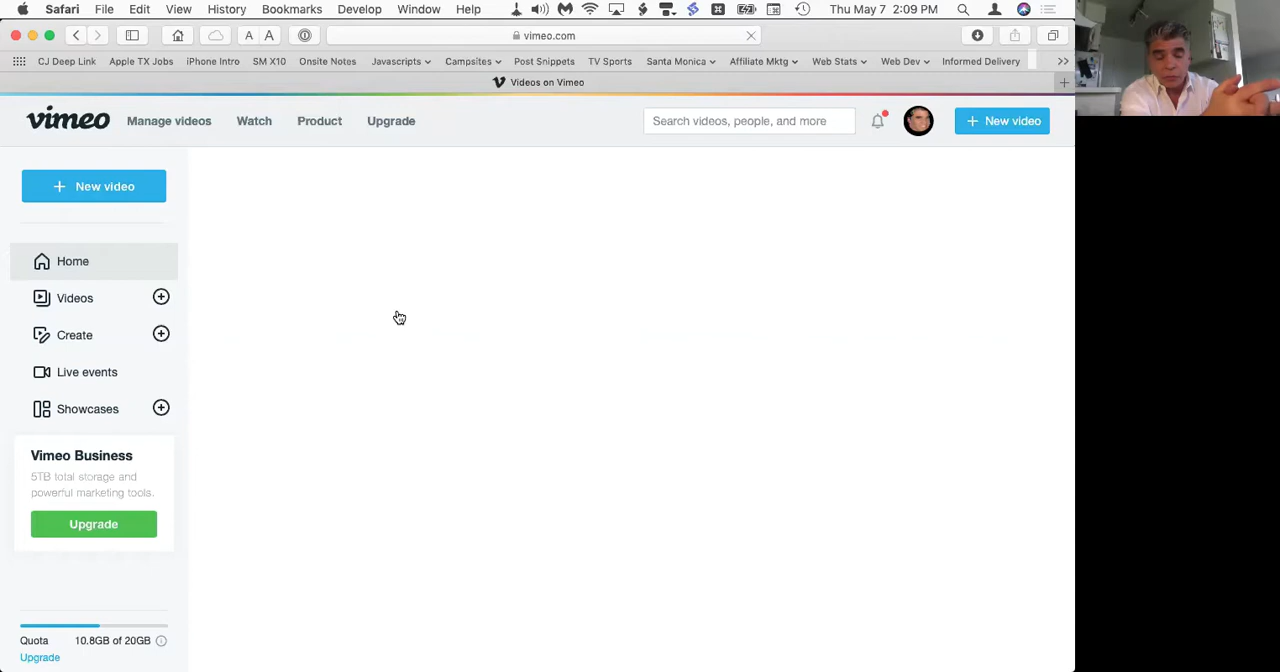 Safari File Edit View History Bookmarks Develop Window Help Thu May 7 2:09 PM
A A vimeo.com
CJ Deep Link Apple TX Jobs iPhone Intro SM X10 Onsite Notes Javascripts Campsites Post Snippets TV Sports Santa Monica Affiliate Mktg Web Stats Web Dev Informed Delivery
Videos on Vimeo
vimeo Manage videos Watch Product Upgrade Search videos, people, and more + New video
+ New video
Home
Videos
Create
Live events
Showcases
Vimeo Business
5TB total storage and
powerful marketing tools.
Upgrade
Quota 10.8GB of 20GB
Upgrade